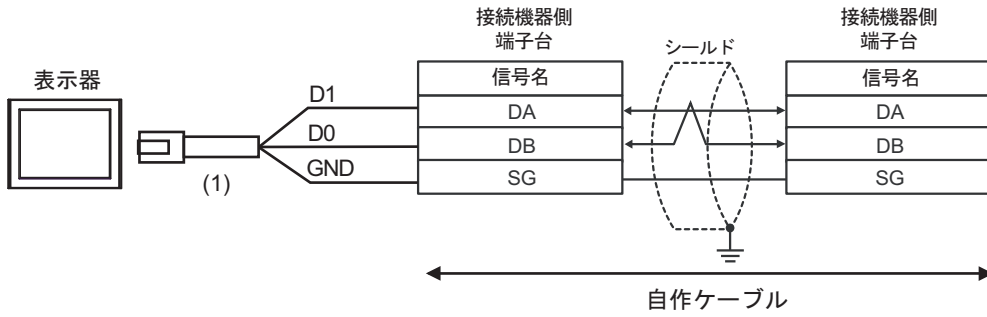 接続機器側
端子台
接続機器側
端子台
シールド
表示器
信号名
信号名
D1
DA
DA
D0
DB
DB
GND
SG
SG
(1)
自作ケーブル